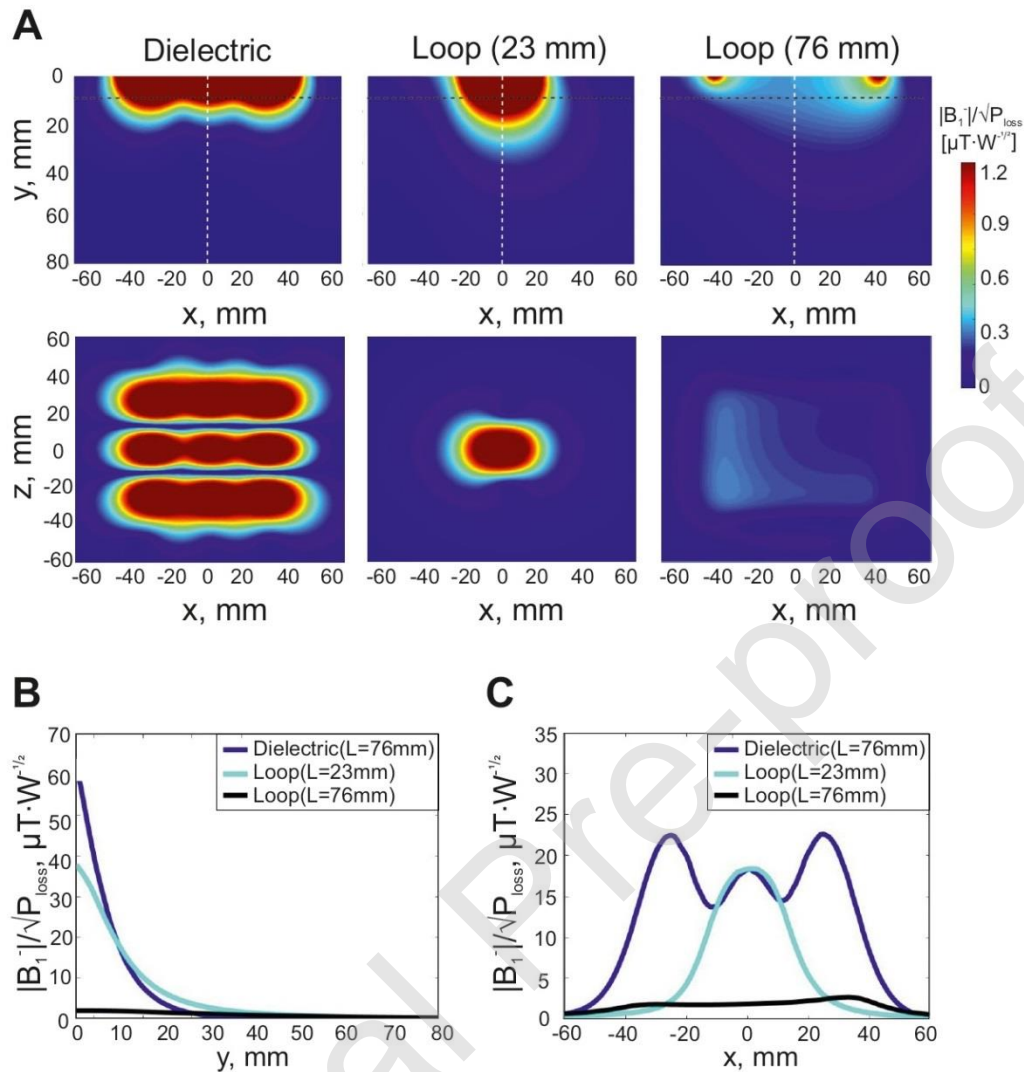 A
Dielectric
Loop (23 mm)
Loop (76 mm)
|B₁⁻|/√P_loss
[µT·W^-½]
1.2
0.9
0.6
0.3
0
y, mm
0
20
40
60
80
-60 -40 -20 0 20 40 60
-60 -40 -20 0 20 40 60
-60 -40 -20 0 20 40 60
x, mm
x, mm
x, mm
z, mm
60
40
20
0
-20
-40
-60
-60 -40 -20 0 20 40 60
-60 -40 -20 0 20 40 60
-60 -40 -20 0 20 40 60
x, mm
x, mm
x, mm
B
|B₁⁻|/√P_loss, µT·W^-½
70
60
50
40
30
20
10
0
Dielectric(L=76mm)
Loop(L=23mm)
Loop(L=76mm)
0 10 20 30 40 50 60 70 80
y, mm
C
|B₁⁻|/√P_loss, µT·W^-½
35
30
25
20
15
10
5
0
Dielectric(L=76mm)
Loop(L=23mm)
Loop(L=76mm)
-60 -40 -20 0 20 40 60
x, mm
al Pre-proof